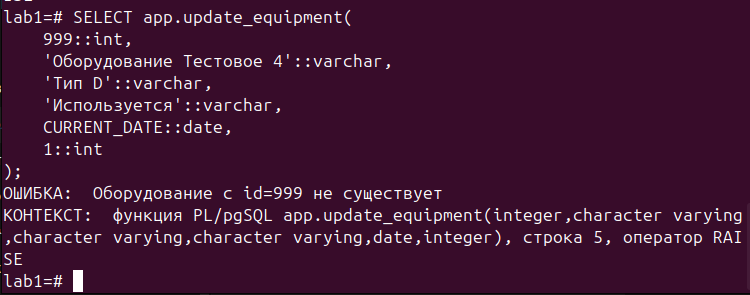 lab1=# SELECT app.update_equipment(
    999::int,
    'Оборудование Тестовое 4'::varchar,
    'Тип D'::varchar,
    'Используется'::varchar,
    CURRENT_DATE::date,
    1::int
);
ОШИБКА:  Оборудование с id=999 не существует
КОНТЕКСТ:  функция PL/pgSQL app.update_equipment(integer,character varying
,character varying,character varying,date,integer), строка 5, оператор RAI
SE
lab1=#